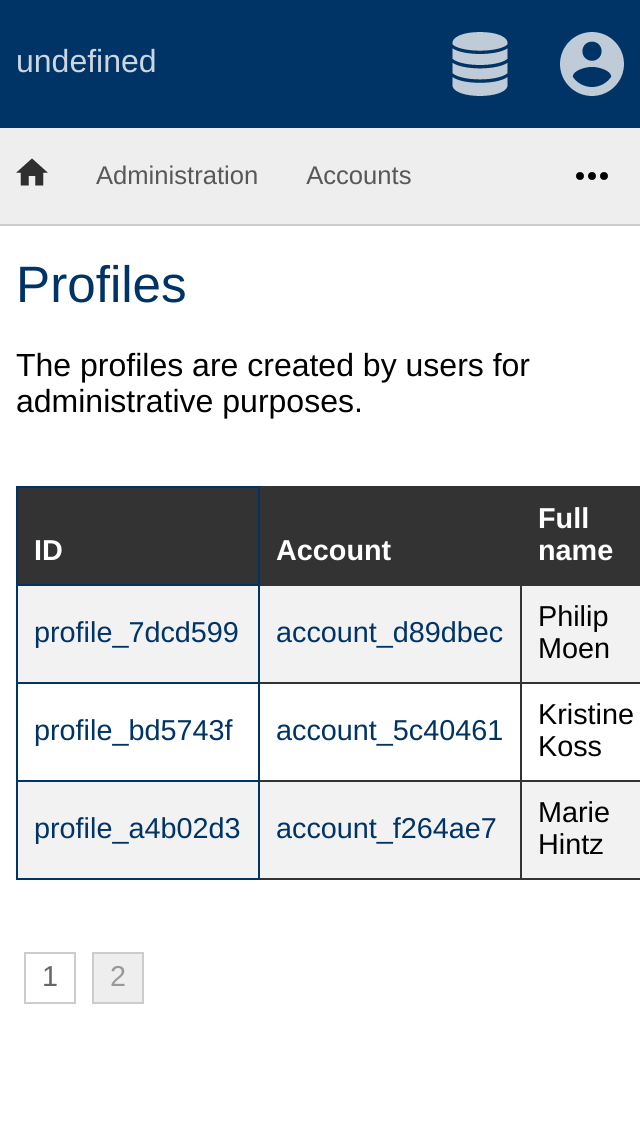 undefined
Administration Accounts
Profiles
The profiles are created by users for
administrative purposes.
ID Account Full name
profile_7dcd599 account_d89dbec Philip Moen
profile_bd5743f account_5c40461 Kristine Koss
profile_a4b02d3 account_f264ae7 Marie Hintz
1 2